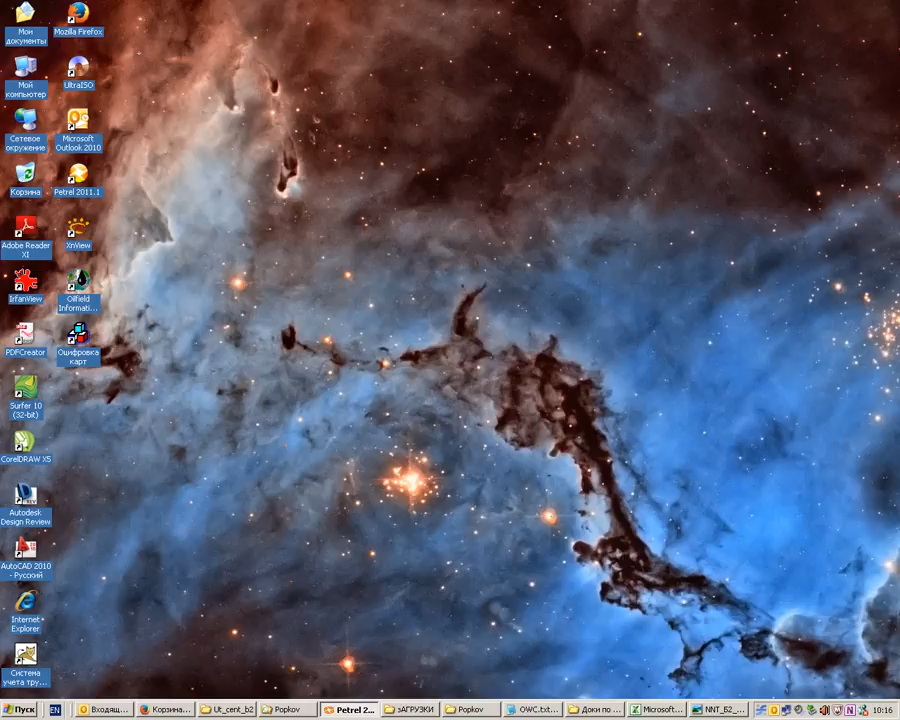 Мои
документы
Mozilla Firefox
Мой
компьютер
UltraISO
Сетевое
окружение
Microsoft
Outlook 2010
Корзина
Petrel 2011.1
Adobe Reader
XI
XnView
IrfanView
Oilfield
Informati...
PDFCreator
Оцифровка
карт
Surfer 10
(32-bit)
CorelDRAW X5
Autodesk
Design Review
AutoCAD 2010
- Русский
Internet
Explorer
Система
учета тру...
Пуск
EN
Входящ...
Корзина...
Ut_cent_b2
Popkov
Petrel 2...
зАГРУЗКИ
Popkov
OWC.txt...
Доки по ...
Microsoft...
NNT_Б2_...
10:16